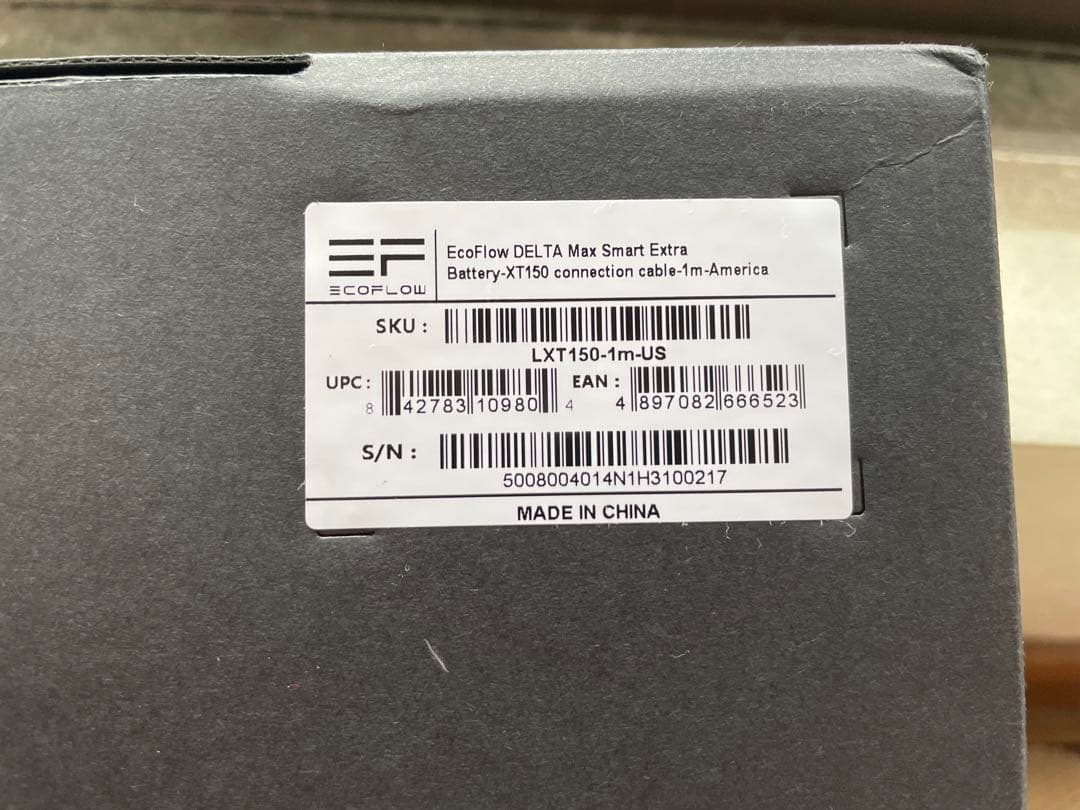 EF
ECOFLOW
EcoFlow DELTA Max Smart Extra
Battery-XT150 connection cable-1m-America
SKU :
LXT150-1m-US
UPC :
8 42783 10980 4
EAN :
4 897082 666523
S/N :
5008004014N1H3100217
MADE IN CHINA